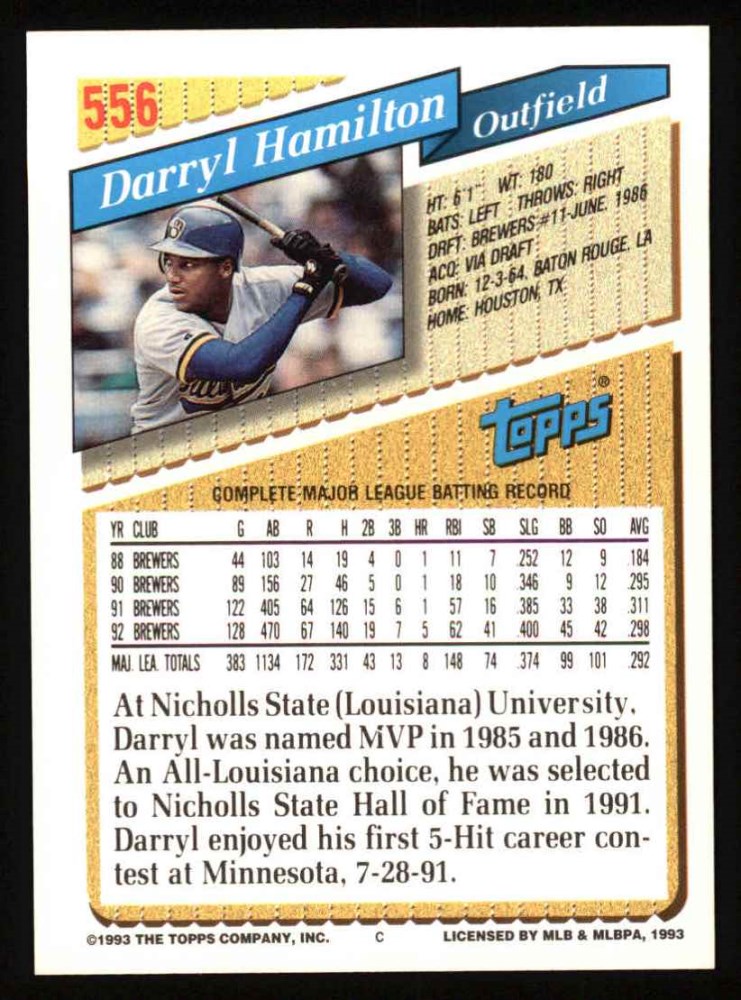 556
Darryl Hamilton
Outfield
HT: 6'1" WT: 180
BATS: LEFT THROWS: RIGHT
DRFT: BREWERS #11-JUNE, 1986
ACQ: VIA DRAFT
BORN: 12-3-64, BATON ROUGE, LA
HOME: HOUSTON, TX
topps®
COMPLETE MAJOR LEAGUE BATTING RECORD
YR CLUB G AB R H 2B 3B HR RBI SB SLG BB SO AVG
88 BREWERS 44 103 14 19 4 0 1 11 7 .252 12 9 .184
90 BREWERS 89 156 27 46 5 0 1 18 10 .346 9 12 .295
91 BREWERS 122 405 64 126 15 6 1 57 16 .385 33 38 .311
92 BREWERS 128 470 67 140 19 7 5 62 41 .400 45 42 .298
MAJ. LEA. TOTALS 383 1134 172 331 43 13 8 148 74 .374 99 101 .292
At Nicholls State (Louisiana) University,
Darryl was named MVP in 1985 and 1986.
An All-Louisiana choice, he was selected
to Nicholls State Hall of Fame in 1991.
Darryl enjoyed his first 5-Hit career con-
test at Minnesota, 7-28-91.
©1993 THE TOPPS COMPANY, INC. C LICENSED BY MLB & MLBPA, 1993